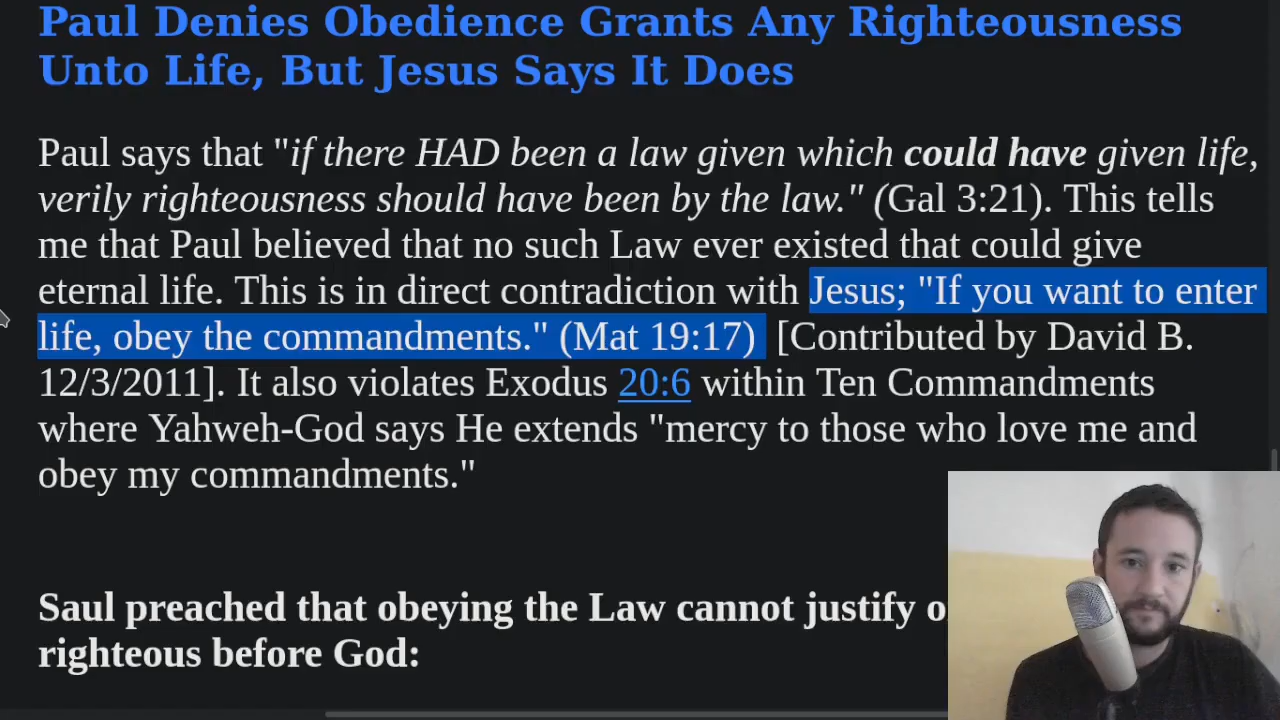 Paul Denies Obedience Grants Any Righteousness
Unto Life, But Jesus Says It Does
Paul says that "if there HAD been a law given which could have given life,
verily righteousness should have been by the law." (Gal 3:21). This tells
me that Paul believed that no such Law ever existed that could give
eternal life. This is in direct contradiction with Jesus; "If you want to enter
life, obey the commandments." (Mat 19:17) [Contributed by David B.
12/3/2011]. It also violates Exodus 20:6 within Ten Commandments
where Yahweh-God says He extends "mercy to those who love me and
obey my commandments."
Saul preached that obeying the Law cannot justify
righteous before God: